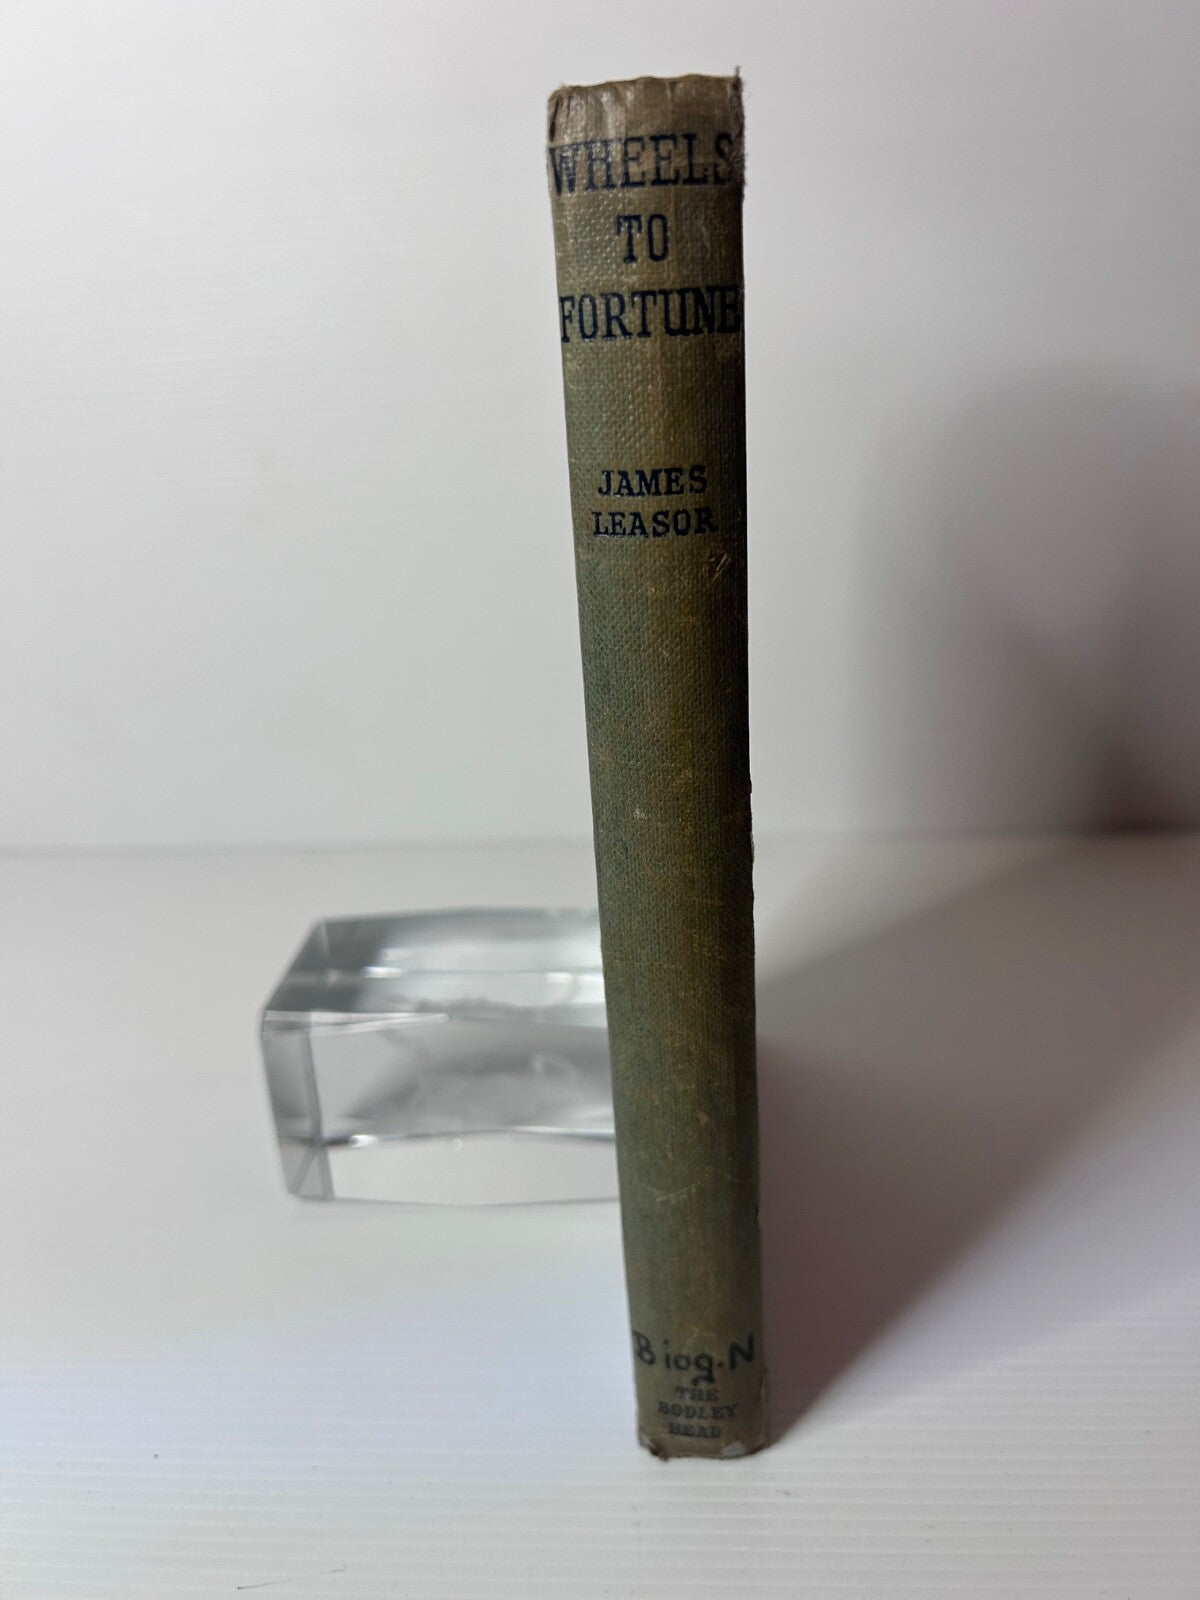 WHEELS
TO
FORTUNE
JAMES
LEASOR
Biog.N
THE
BODLEY
HEAD